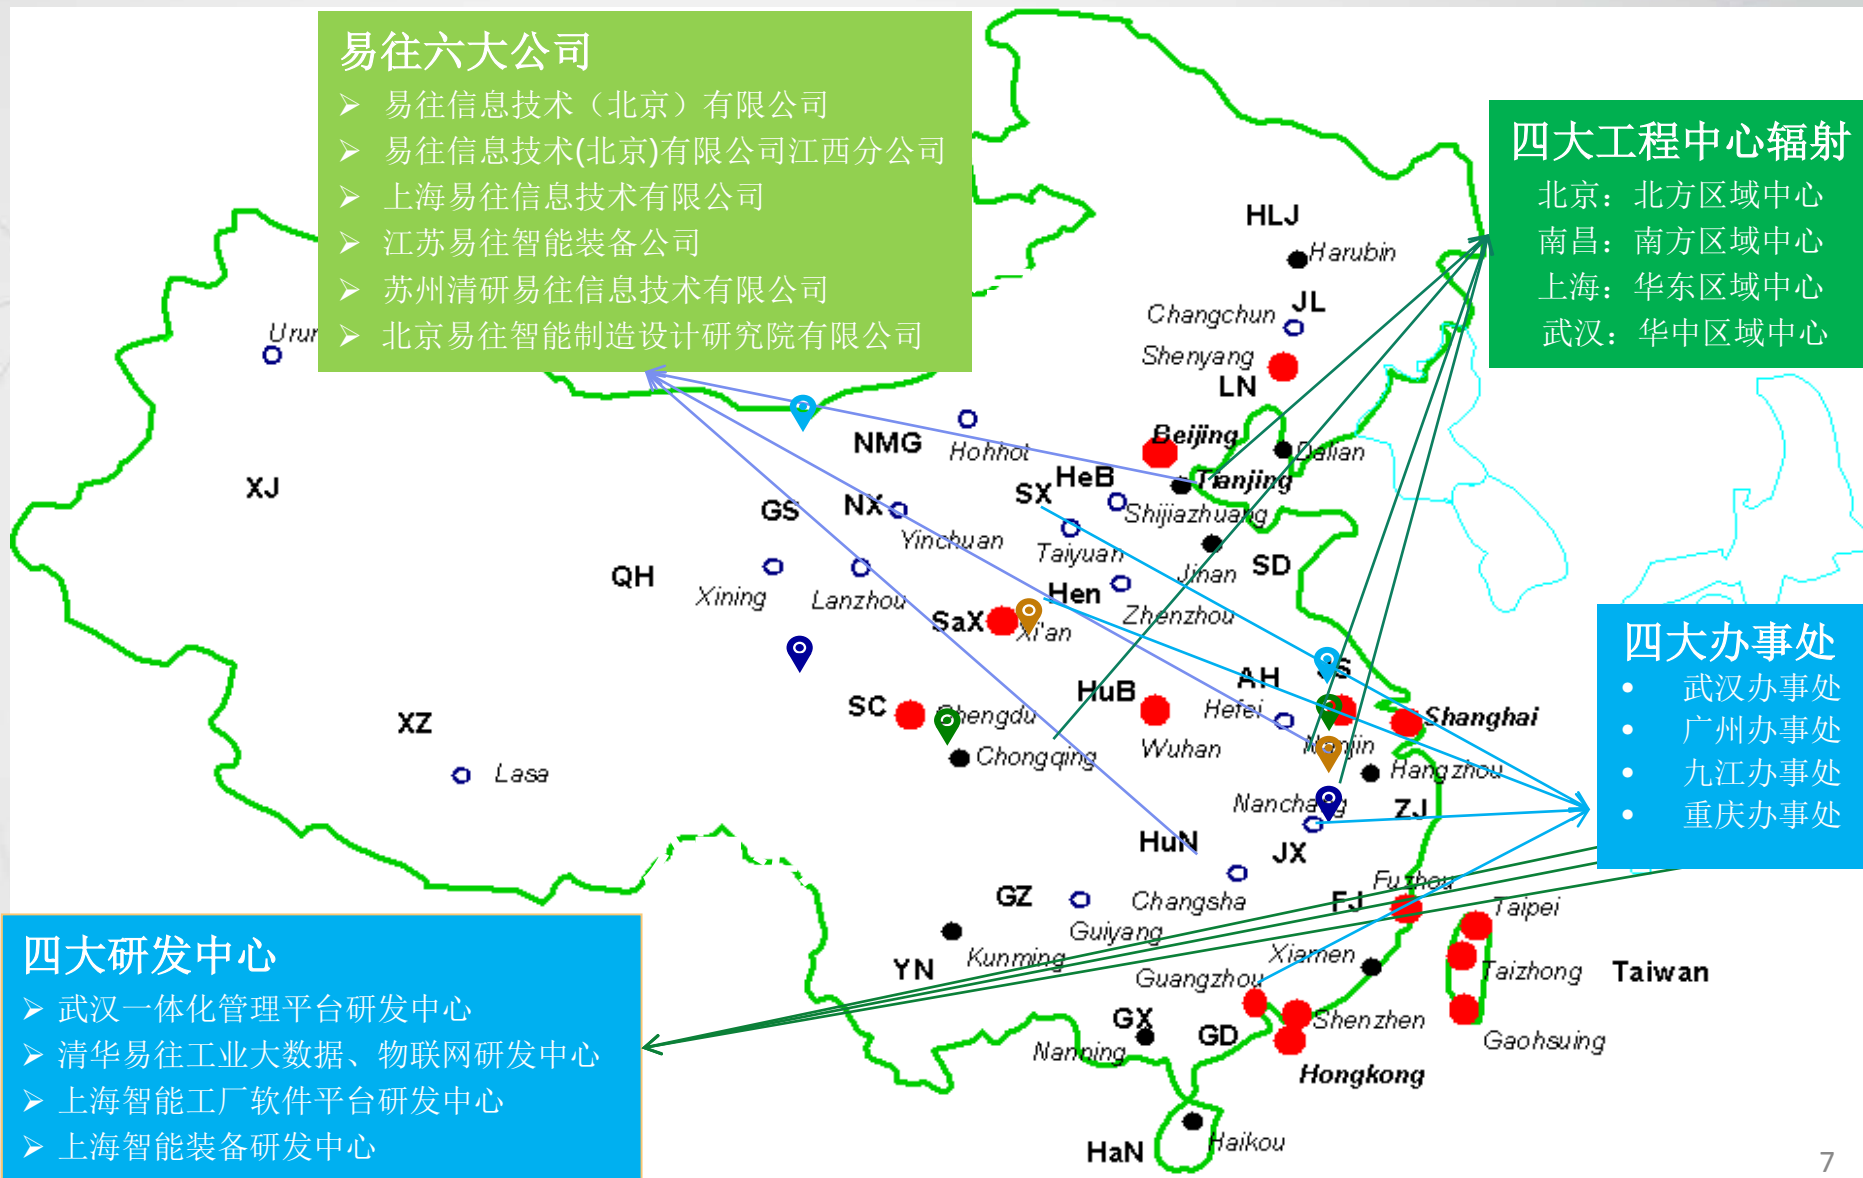 易往六大公司
易往信息技术（北京）有限公司
易往信息技术(北京)有限公司江西分公司
上海易往信息技术有限公司
江苏易往智能装备公司
苏州清研易往信息技术有限公司
北京易往智能制造设计研究院有限公司
四大工程中心辐射
北京：北方区域中心
南昌：南方区域中心
上海：华东区域中心
武汉：华中区域中心
HLJ
Harubin
JL
Changchun
Shenyang
LN
Beijing
Dalian
NMG
Hohhot
HeB
Tianjing
SX
Shijiazhuang
XJ
GS
NX
Yinchuan
Taiyuan
Jinan
SD
QH
Xining
Lanzhou
Hen
Zhenzhou
SaX
Xi'an
四大办事处
• 武汉办事处
• 广州办事处
• 九江办事处
• 重庆办事处
AH
HuB
SC
Hefei
Shanghai
XZ
Wuhan
Chongqing
Hangzhou
Lasa
Nanchang
ZJ
HuN
JX
Fuzhou
GZ
Changsha
FJ
Taipei
Guiyang
Kunming
Xiamen
YN
Guangzhou
Taizhong
Taiwan
GX
Shenzhen
GD
Nanning
Gaohsuing
Hongkong
HaN
Haikou
四大研发中心
武汉一体化管理平台研发中心
清华易往工业大数据、物联网研发中心
上海智能工厂软件平台研发中心
上海智能装备研发中心
7